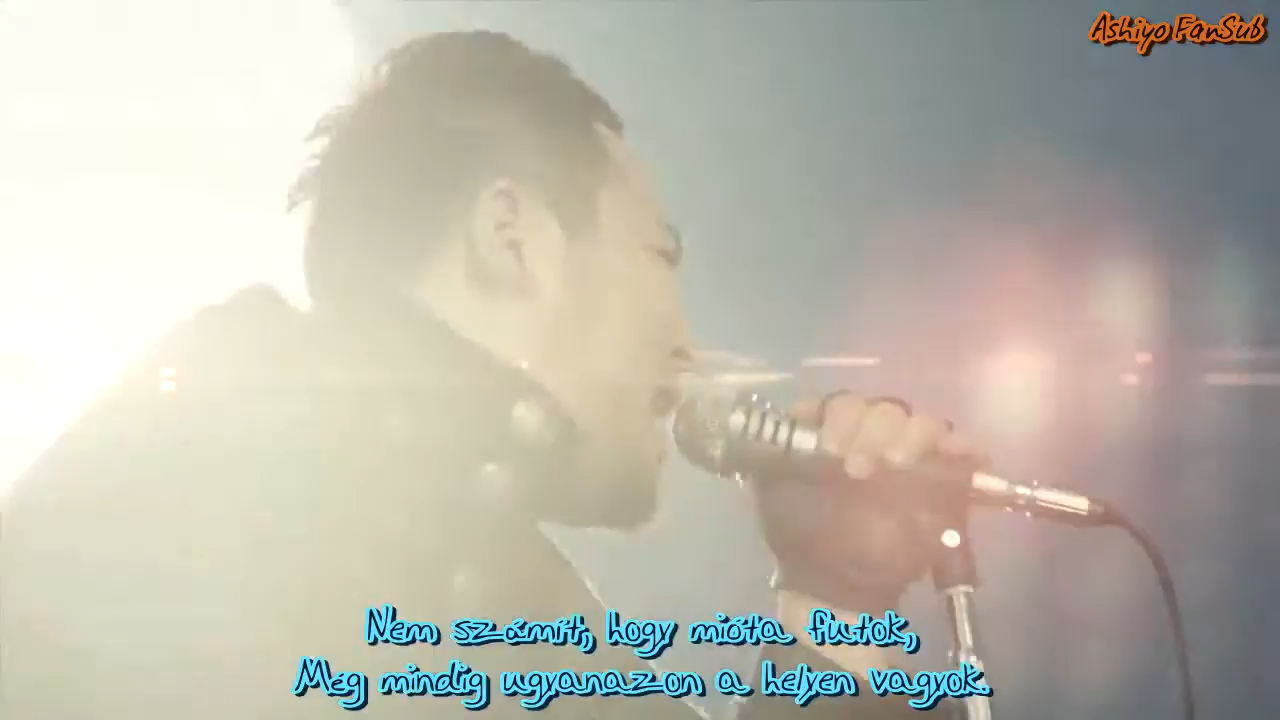 Ashiyo FanSub
Nem számít, hogy mióta futok,
Még mindig ugyanazon a helyen vagyok.